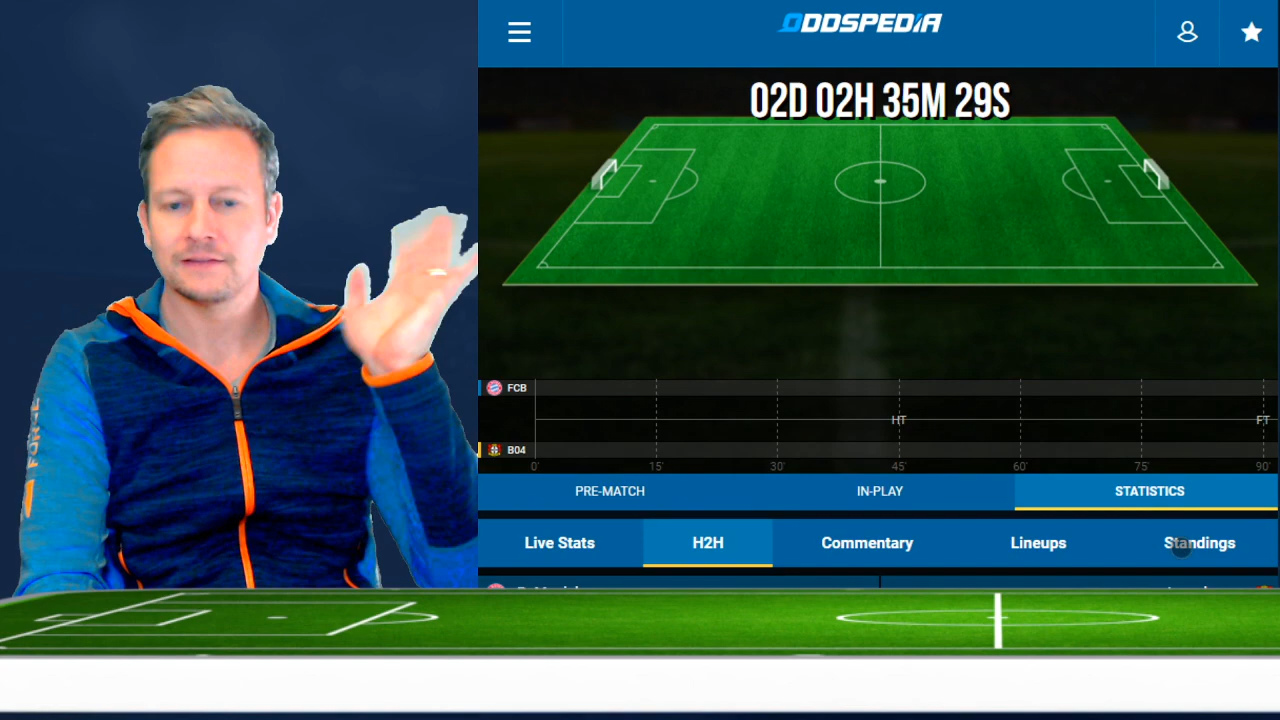 ODDSPEDIA
02D 02H 35M 29S
FCB
HT
FT
B04
0' 15' 30' 45' 60' 75' 90'
PRE-MATCH IN-PLAY STATISTICS
Live Stats H2H Commentary Lineups Standings
FORCE